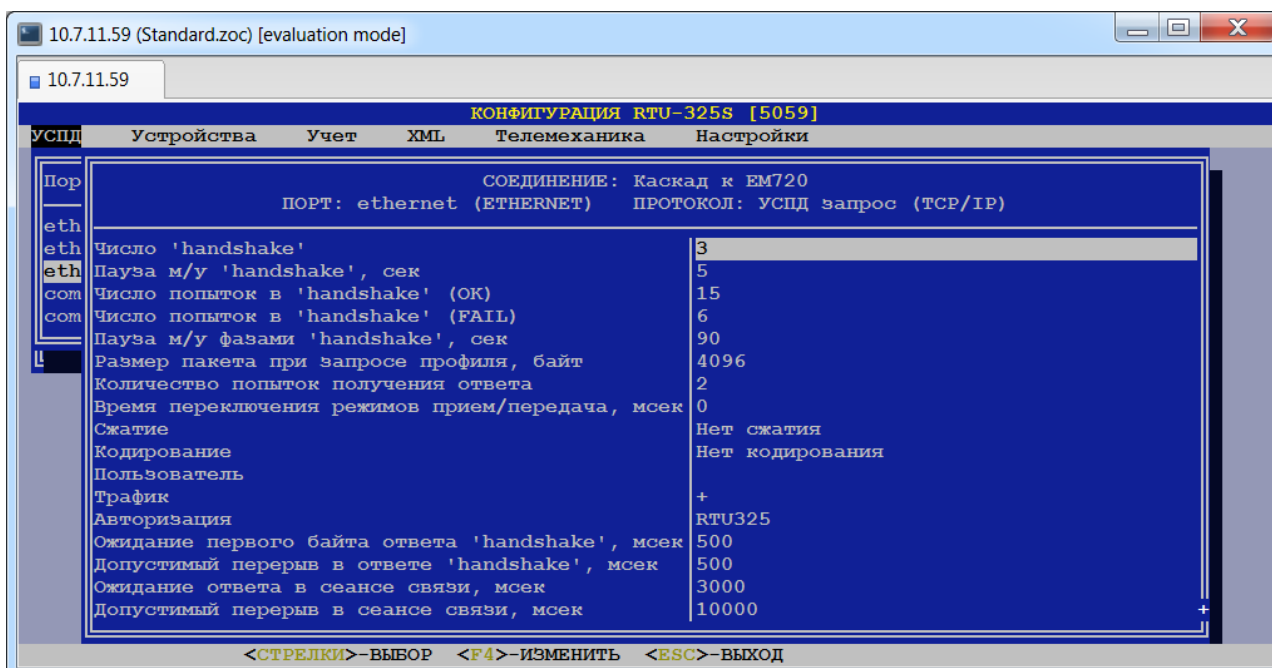 10.7.11.59 (Standard.zoc) [evaluation mode]
10.7.11.59
КОНФИГУРАЦИЯ RTU-325S [5059]
УСПД Устройства Учет XML Телемеханика Настройки
Пор
СОЕДИНЕНИЕ: Каскад к EM720
ПОРТ: ethernet (ETHERNET) ПРОТОКОЛ: УСПД запрос (TCP/IP)
eth
eth Число 'handshake' 3
eth Пауза м/у 'handshake', сек 5
com Число попыток в 'handshake' (OK) 15
com Число попыток в 'handshake' (FAIL) 6
Пауза м/у фазами 'handshake', сек 90
Размер пакета при запросе профиля, байт 4096
Количество попыток получения ответа 2
Время переключения режимов прием/передача, мсек 0
Сжатие Нет сжатия
Кодирование Нет кодирования
Пользователь
Трафик +
Авторизация RTU325
Ожидание первого байта ответа 'handshake', мсек 500
Допустимый перерыв в ответе 'handshake', мсек 500
Ожидание ответа в сеансе связи, мсек 3000
Допустимый перерыв в сеансе связи, мсек 10000 +
<СТРЕЛКИ>-ВЫБОР <F4>-ИЗМЕНИТЬ <ESC>-ВЫХОД